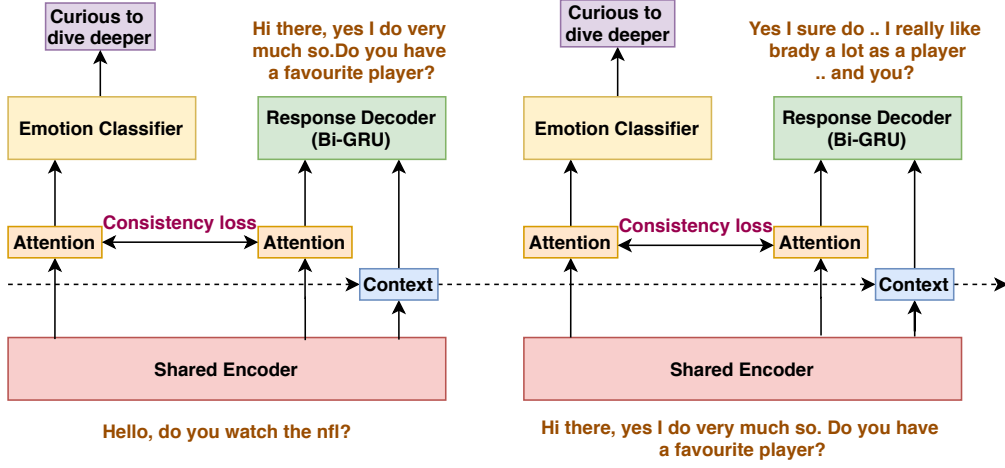 Curious to
dive deeper
Hi there, yes I do very
much so.Do you have
a favourite player?
Emotion Classifier
Response Decoder
(Bi-GRU)
Consistency loss
Attention
Attention
Context
Shared Encoder
Hello, do you watch the nfl?
Curious to
dive deeper
Yes I sure do .. I really like
brady a lot as a player
.. and you?
Emotion Classifier
Response Decoder
(Bi-GRU)
Consistency loss
Attention
Attention
Context
Shared Encoder
Hi there, yes I do very much so. Do you have
a favourite player?